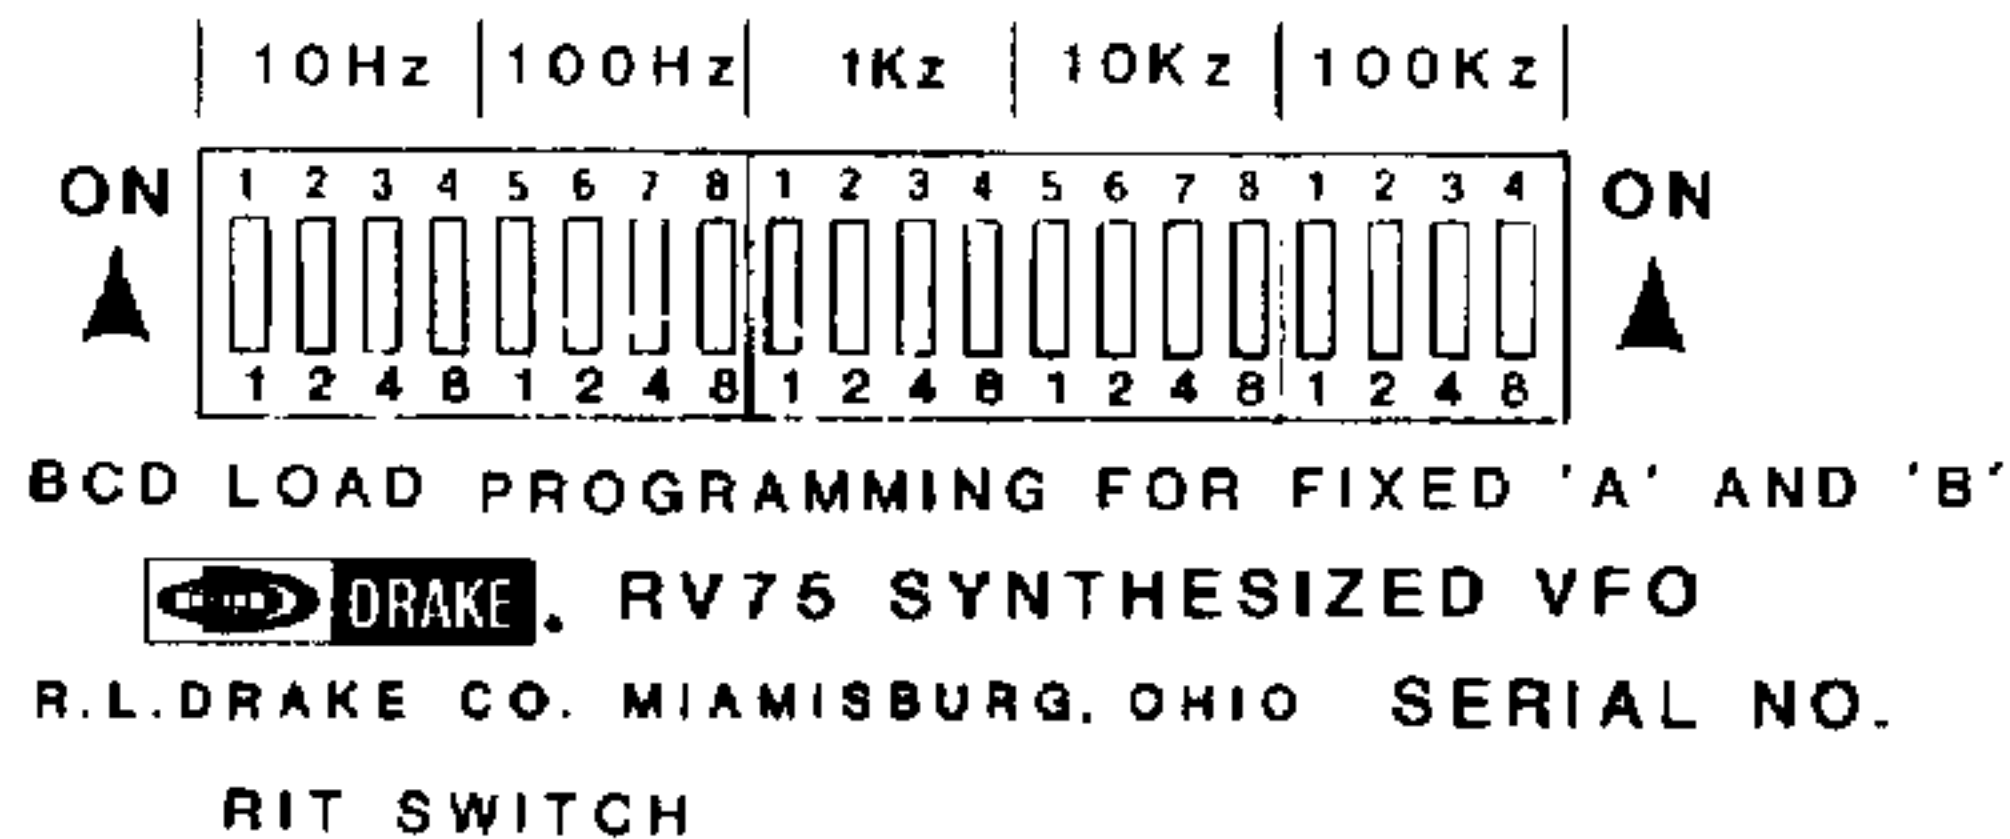 10Hz 100Hz 1Kz 10Kz 100Kz
ON 1 2 3 4 5 6 7 8 1 2 3 4 5 6 7 8 1 2 3 4 ON
1 2 4 8 1 2 4 8 1 2 4 8 1 2 4 8 1 2 4 8
BCD LOAD PROGRAMMING FOR FIXED 'A' AND 'B'
DRAKE. RV75 SYNTHESIZED VFO
R.L.DRAKE CO. MIAMISBURG, OHIO SERIAL NO.
RIT SWITCH